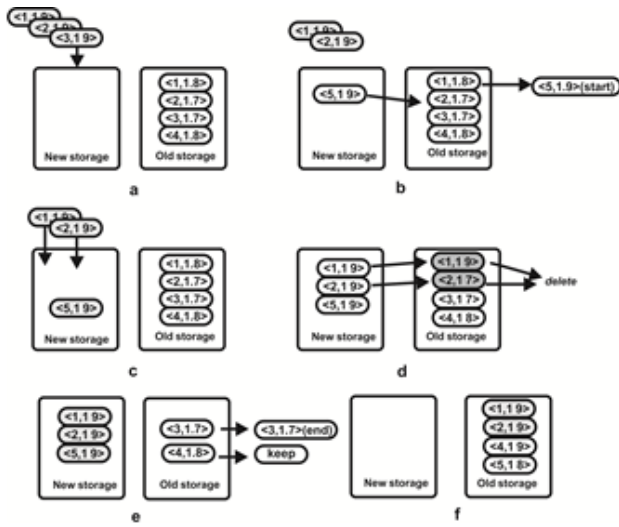 <1,1 9>
<2,1 9>
<3,1 9>
<1,1.8>
<2,1.7>
<3,1.7>
<4,1.8>
New storage
Old storage
a
<1,1 9>
<2,1 9>
<5,1 9>
<1,1.8>
<2,1.7>
<3,1.7>
<4,1.8>
<5,1.9>(start)
New storage
Old storage
b
<1,1 9>
<2,1 9>
<5,1 9>
<1,1.8>
<2,1.7>
<3,1.7>
<4,1.8>
New storage
Old storage
c
<1,1 9>
<2,1 9>
<5,1 9>
<1,1 9>
<2,1 7>
<3,1 7>
<4,1 8>
delete
New storage
Old storage
d
<1,1 9>
<2,1 9>
<5,1 9>
<3,1.7>
<4,1.8>
<3,1.7>(end)
keep
New storage
Old storage
e
<1,1 9>
<2,1 9>
<4,1 9>
<5,1 8>
New storage
Old storage
f